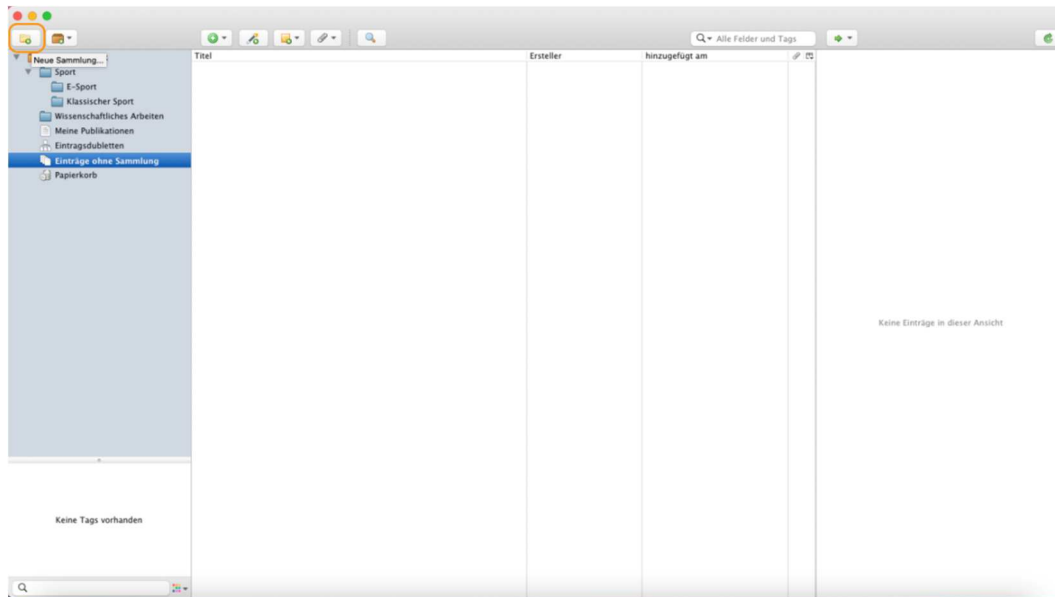 Alle Felder und Tags
Neue Sammlung...
Titel
Ersteller
hinzugefügt am
Sport
E-Sport
Klassischer Sport
Wissenschaftliches Arbeiten
Meine Publikationen
Eintragsdubletten
Einträge ohne Sammlung
Papierkorb
Keine Einträge in dieser Ansicht
Keine Tags vorhanden